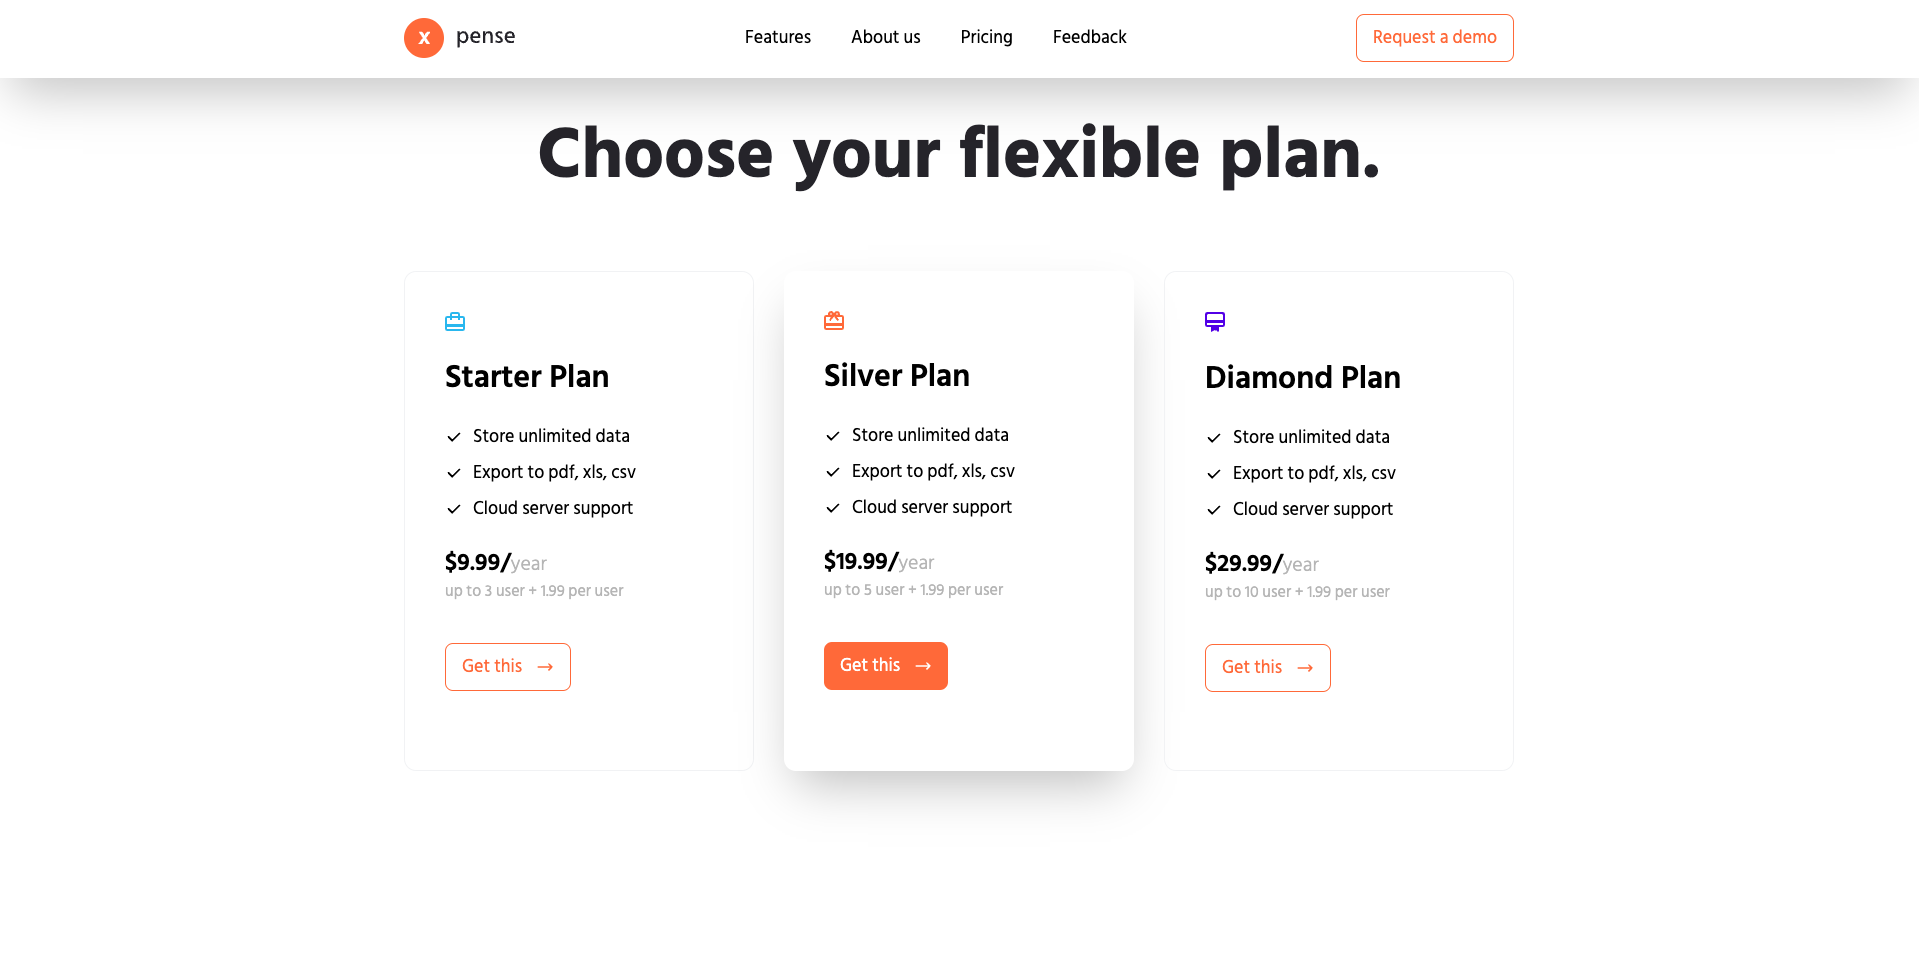 x pense
Features
About us
Pricing
Feedback
Request a demo
Choose your flexible plan.
Starter Plan
Store unlimited data
Export to pdf, xls, csv
Cloud server support
$9.99/year
up to 3 user + 1.99 per user
Get this →
Silver Plan
Store unlimited data
Export to pdf, xls, csv
Cloud server support
$19.99/year
up to 5 user + 1.99 per user
Get this →
Diamond Plan
Store unlimited data
Export to pdf, xls, csv
Cloud server support
$29.99/year
up to 10 user + 1.99 per user
Get this →